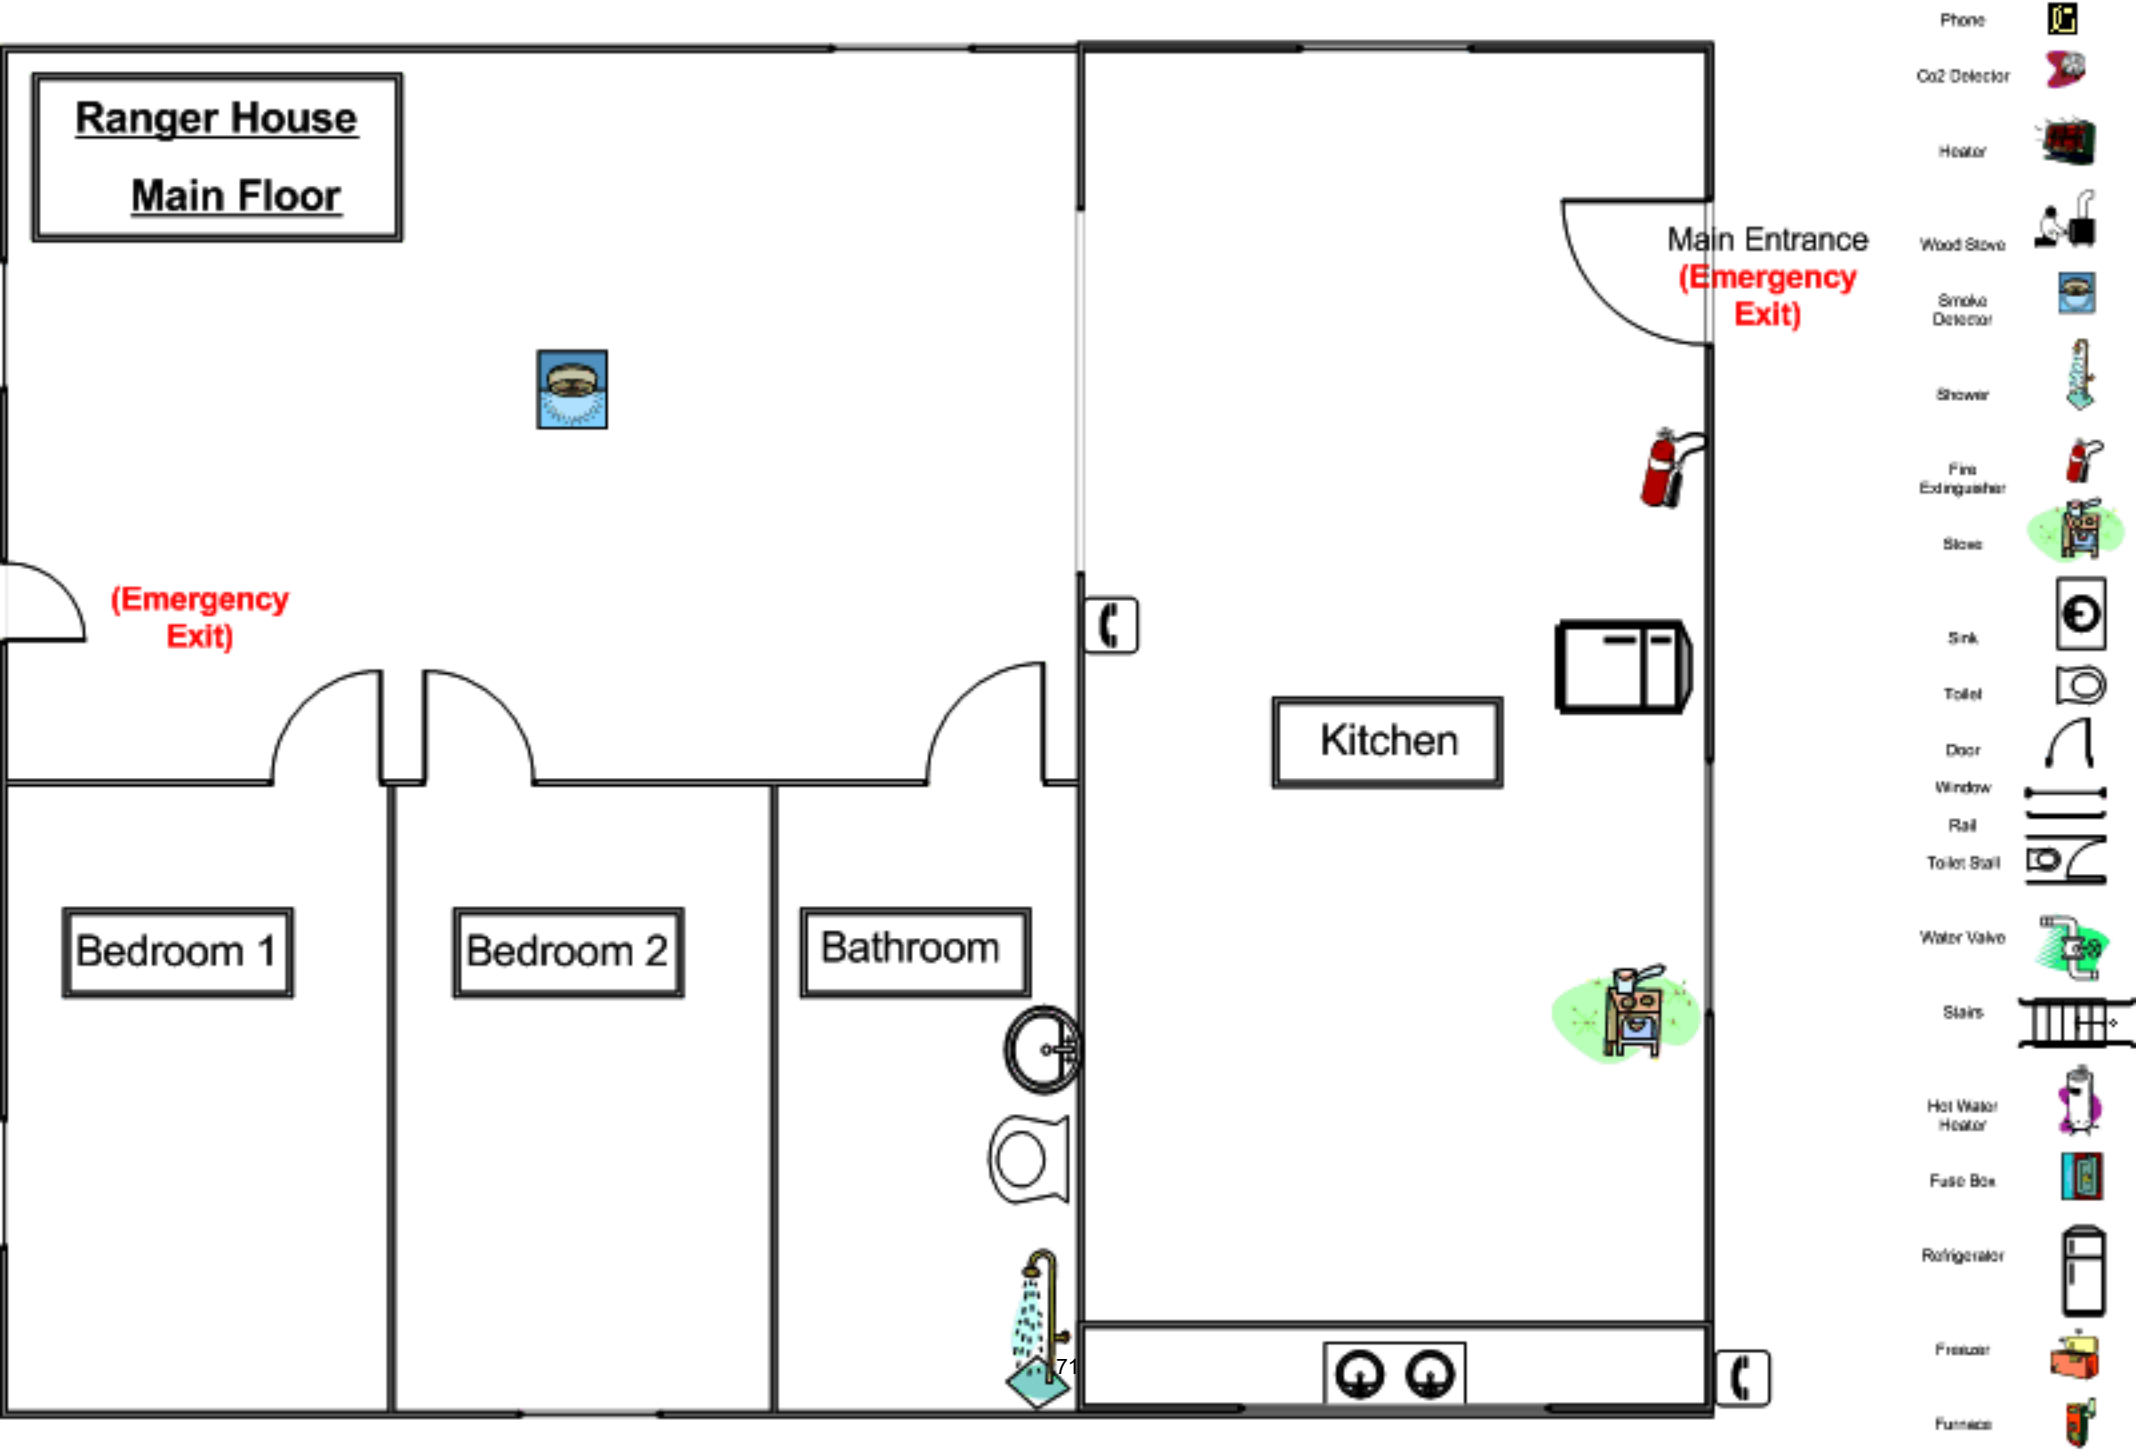 Ranger House
Main Floor
Main Entrance
(Emergency
Exit)
(Emergency
Exit)
Kitchen
Bedroom 1
Bedroom 2
Bathroom
71
Phone
Co2 Detector
Heater
Wood Stove
Smoke
Detector
Shower
Fire
Extinguisher
Stove
Sink
Toilet
Door
Window
Rail
Toilet Stall
Water Valve
Stairs
Hot Water
Heater
Fuse Box
Refrigerator
Freezer
Furnace